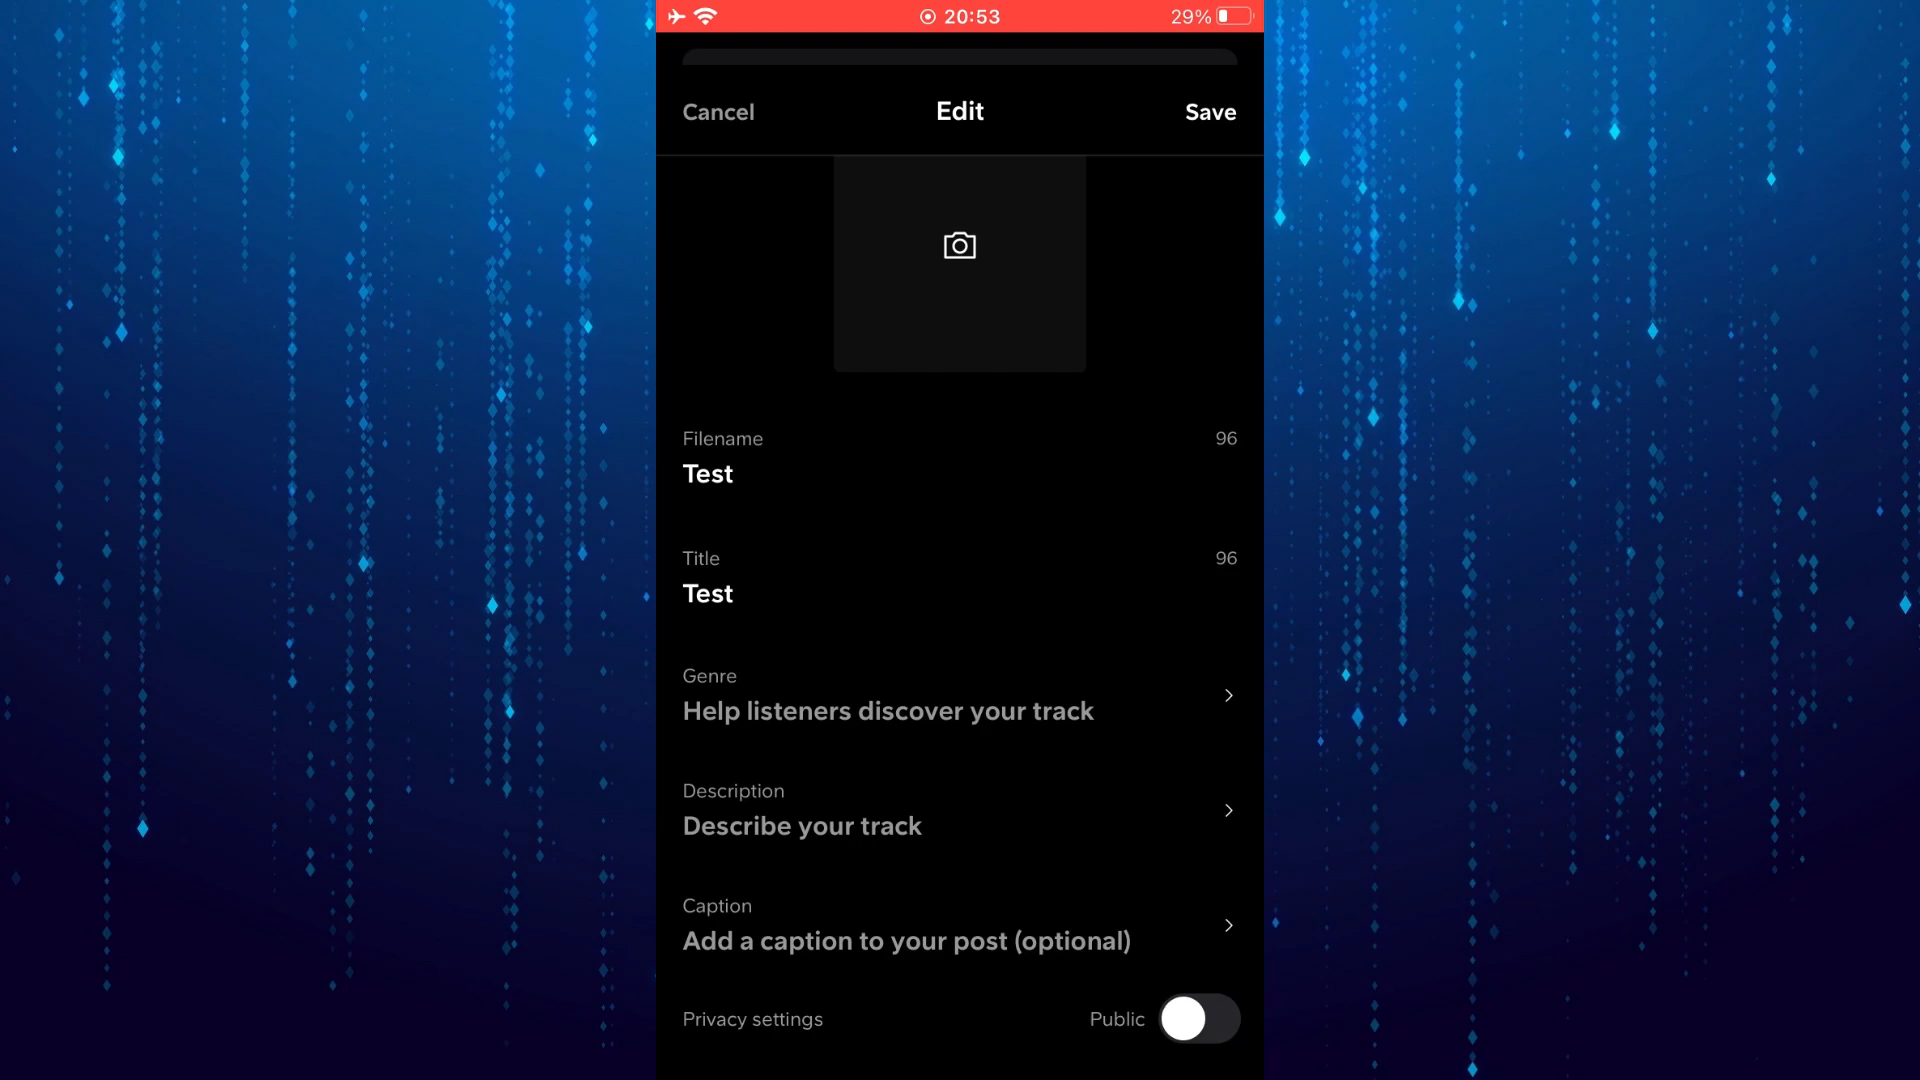 20:53
29%
Cancel
Edit
Save
Filename
96
Test
Title
96
Test
Genre
Help listeners discover your track
Description
Describe your track
Caption
Add a caption to your post (optional)
Privacy settings
Public